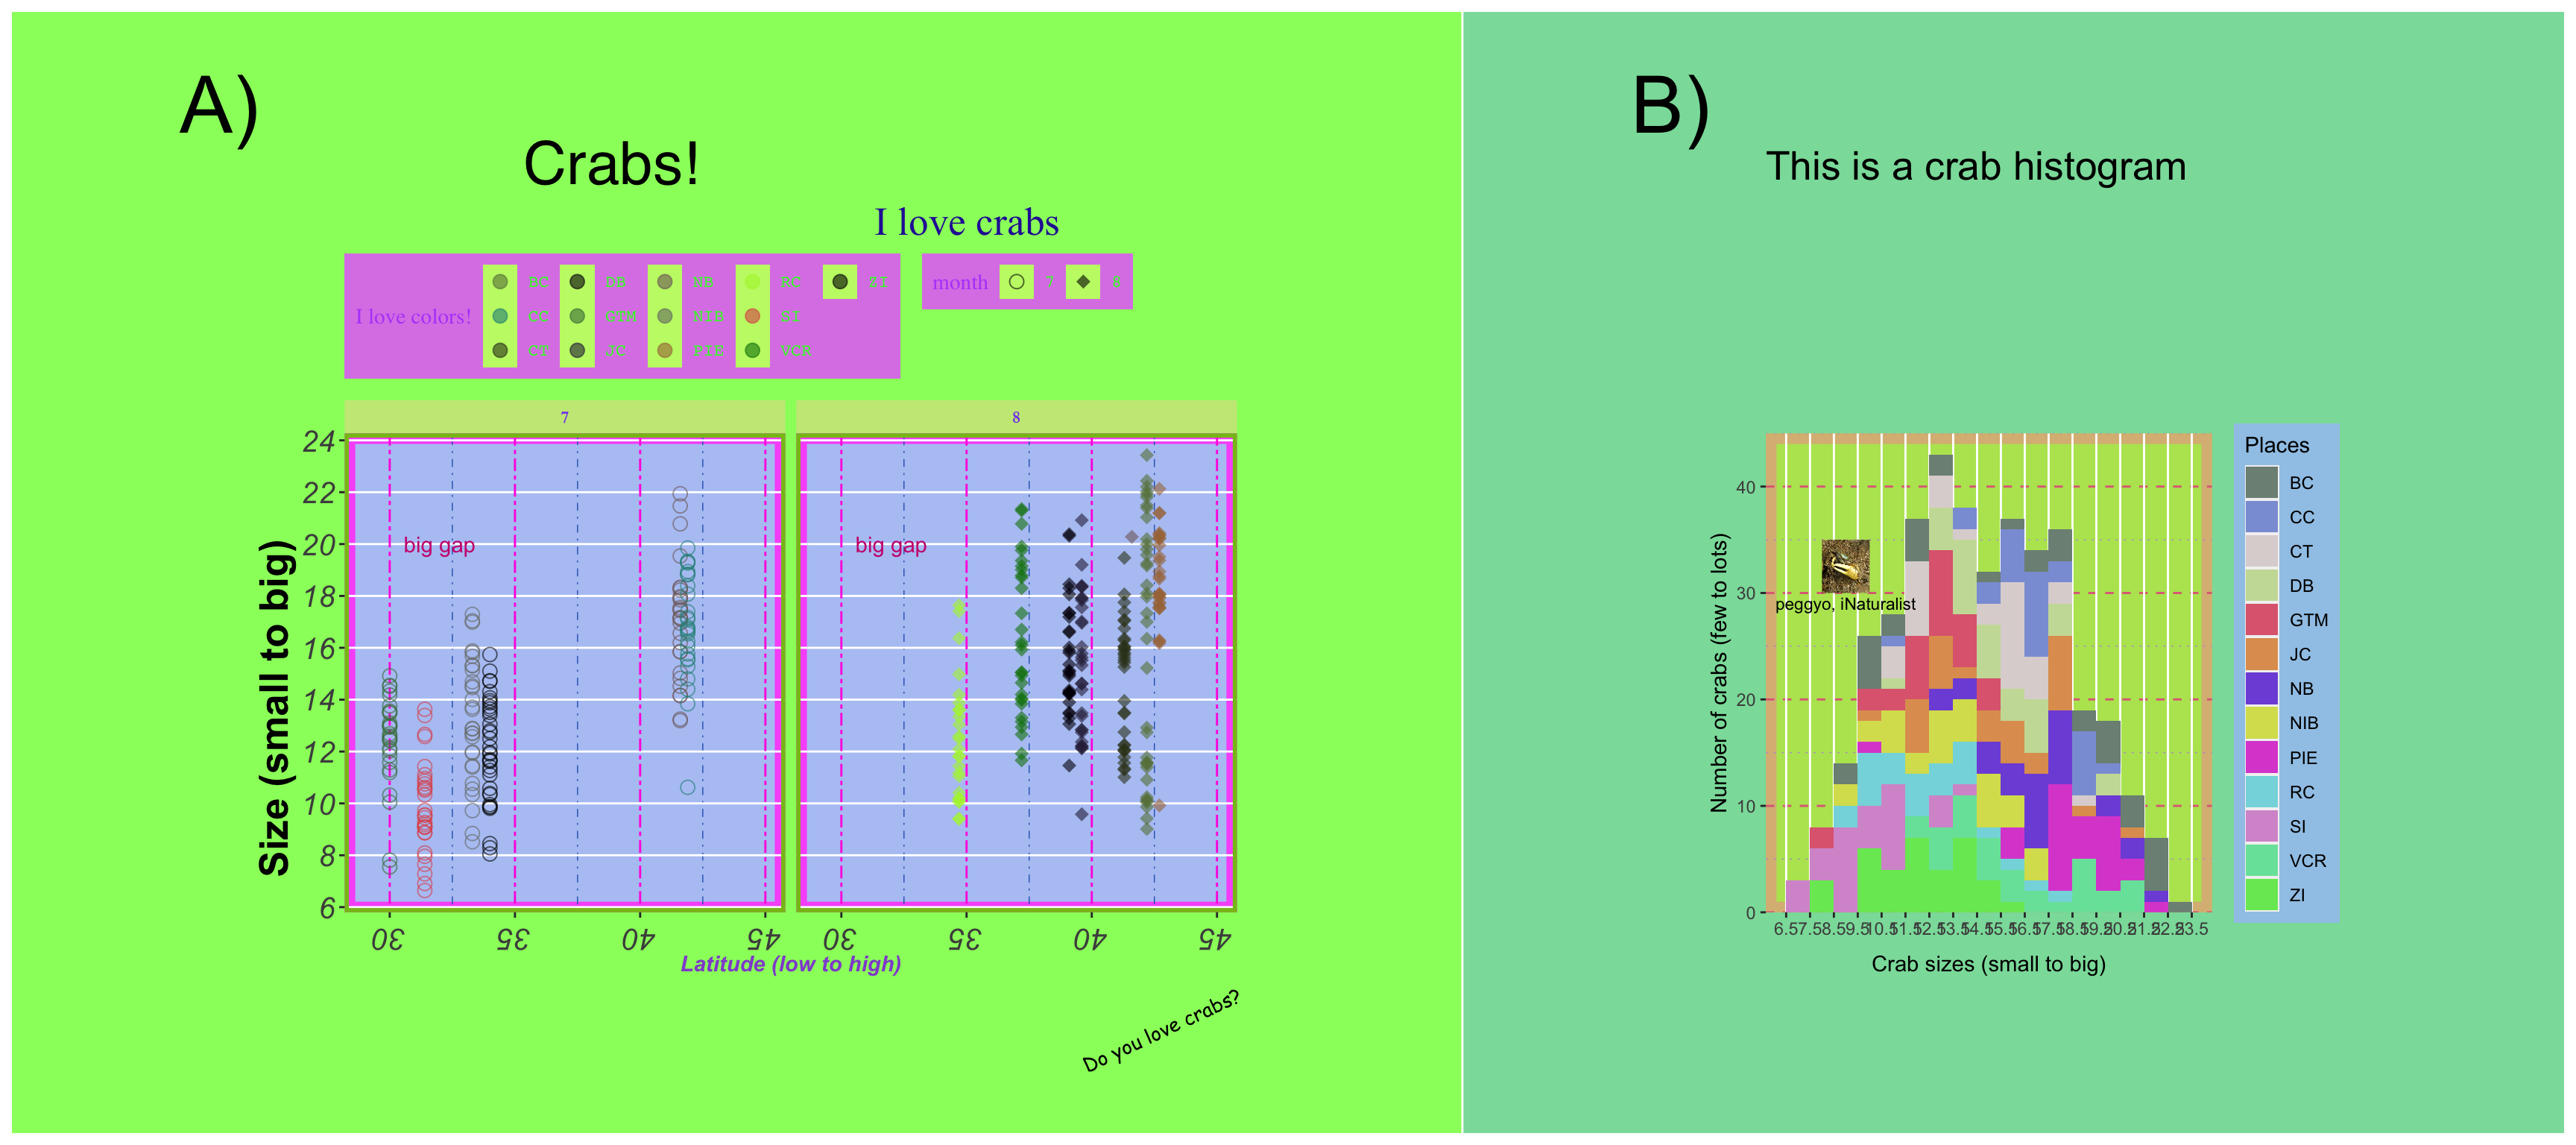 A)
Crabs!
I love crabs
I love colors!
BC DB NB RC ZI
CC GTM NIB SI
CT JC PIE VCR
month 7 8
7 8
24
22
20
18
16
14
12
10
8
6
Size (small to big)
big gap big gap
30 35 40 45 30 35 40 45
Latitude (low to high)
Do you love crabs?
B)
This is a crab histogram
Number of crabs (few to lots)
40
30
20
10
0
peggyo, iNaturalist
6.5 7.5 8.5 9.5 10.5 11.5 12.5 13.5 14.5 15.5 16.5 17.5 18.5 19.5 20.5 21.5 22.5 23.5
Crab sizes (small to big)
Places
BC
CC
CT
DB
GTM
JC
NB
NIB
PIE
RC
SI
VCR
ZI